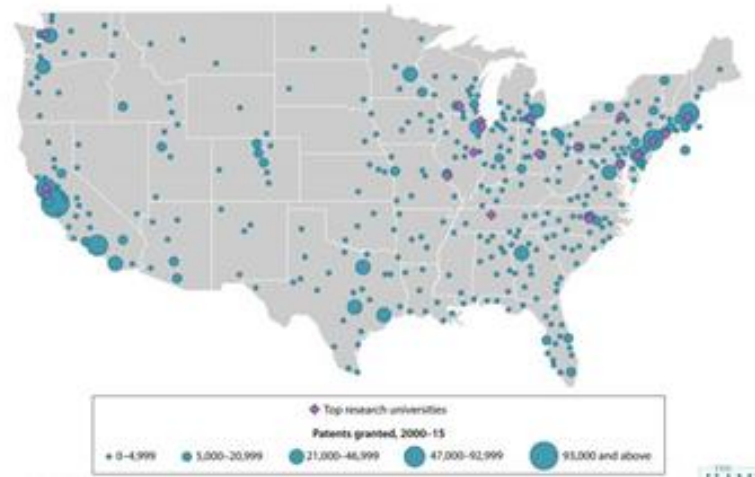 Top research universities
Patents granted, 2000–15
0–4,999 5,000–20,999 21,000–46,999 47,000–92,999 93,000 and above
THE